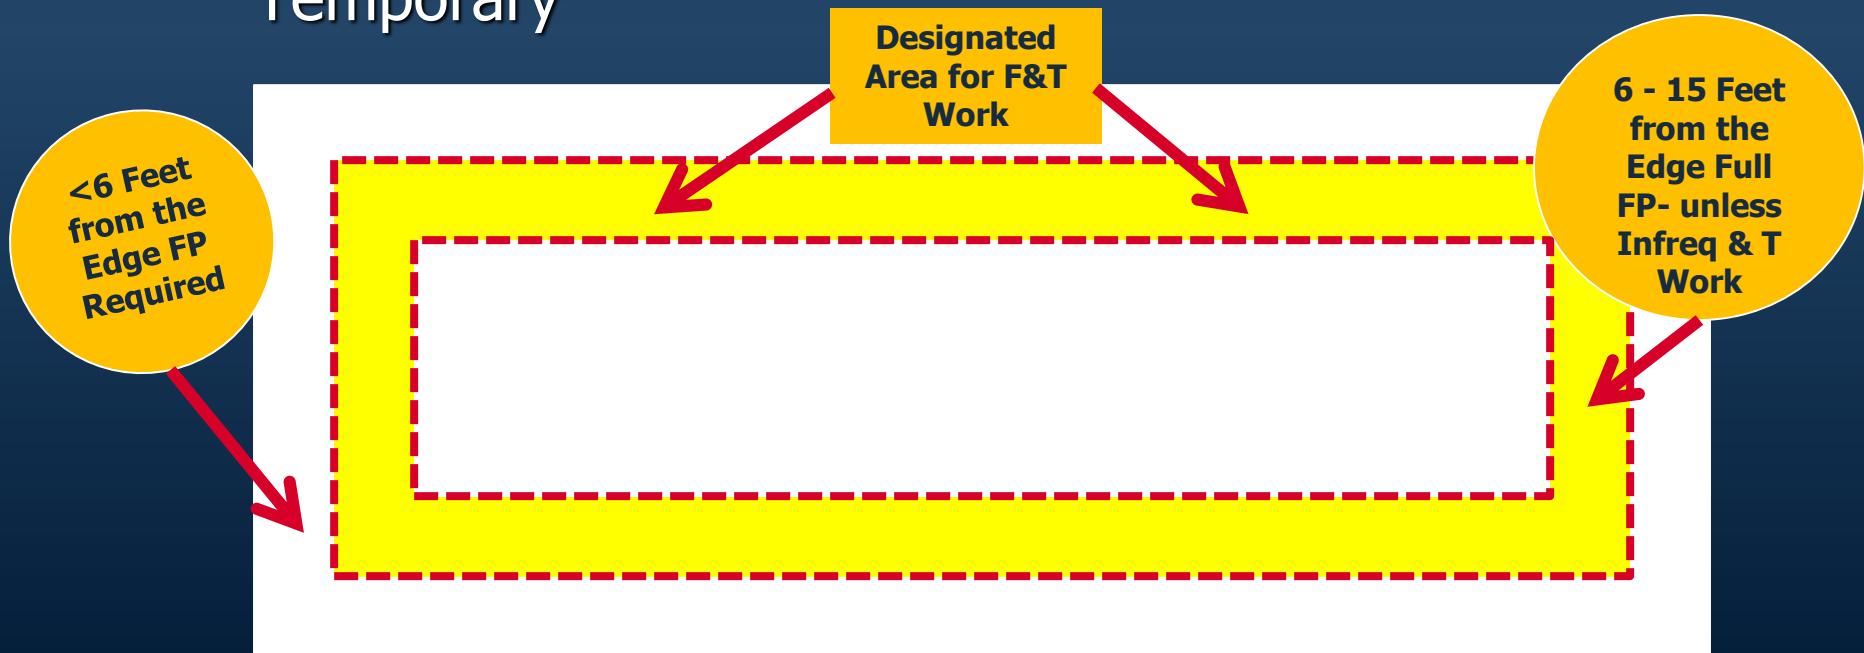 Temporary
Designated
Area for F&T
Work
<6 Feet
from the
Edge FP
Required
6 - 15 Feet
from the
Edge Full
FP- unless
Infreq & T
Work